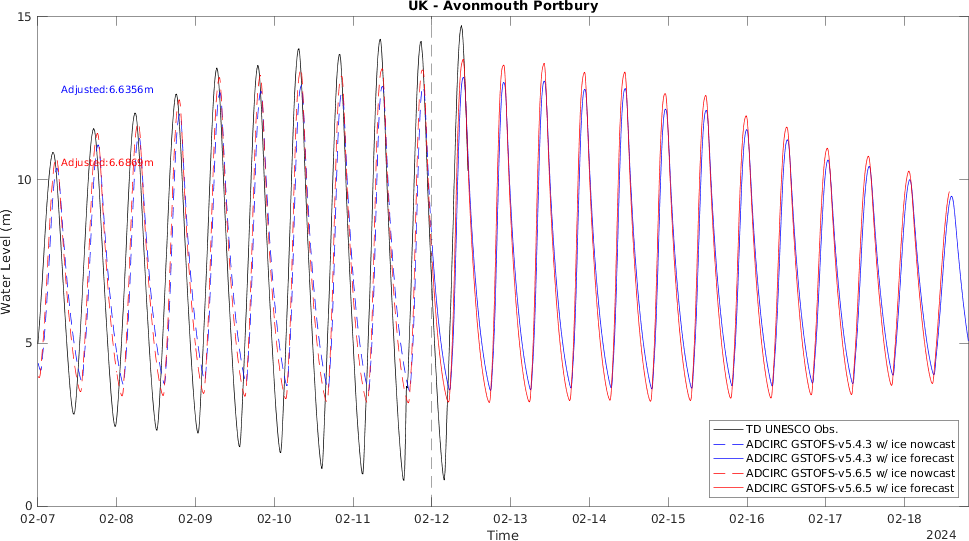 UK - Avonmouth Portbury
15
10
5
0
Water Level (m)
Adjusted:6.6356m
Adjusted:6.6869m
TD UNESCO Obs.
ADCIRC GSTOFS-v5.4.3 w/ ice nowcast
ADCIRC GSTOFS-v5.4.3 w/ ice forecast
ADCIRC GSTOFS-v5.6.5 w/ ice nowcast
ADCIRC GSTOFS-v5.6.5 w/ ice forecast
02-07 02-08 02-09 02-10 02-11 02-12 02-13 02-14 02-15 02-16 02-17 02-18
Time
2024